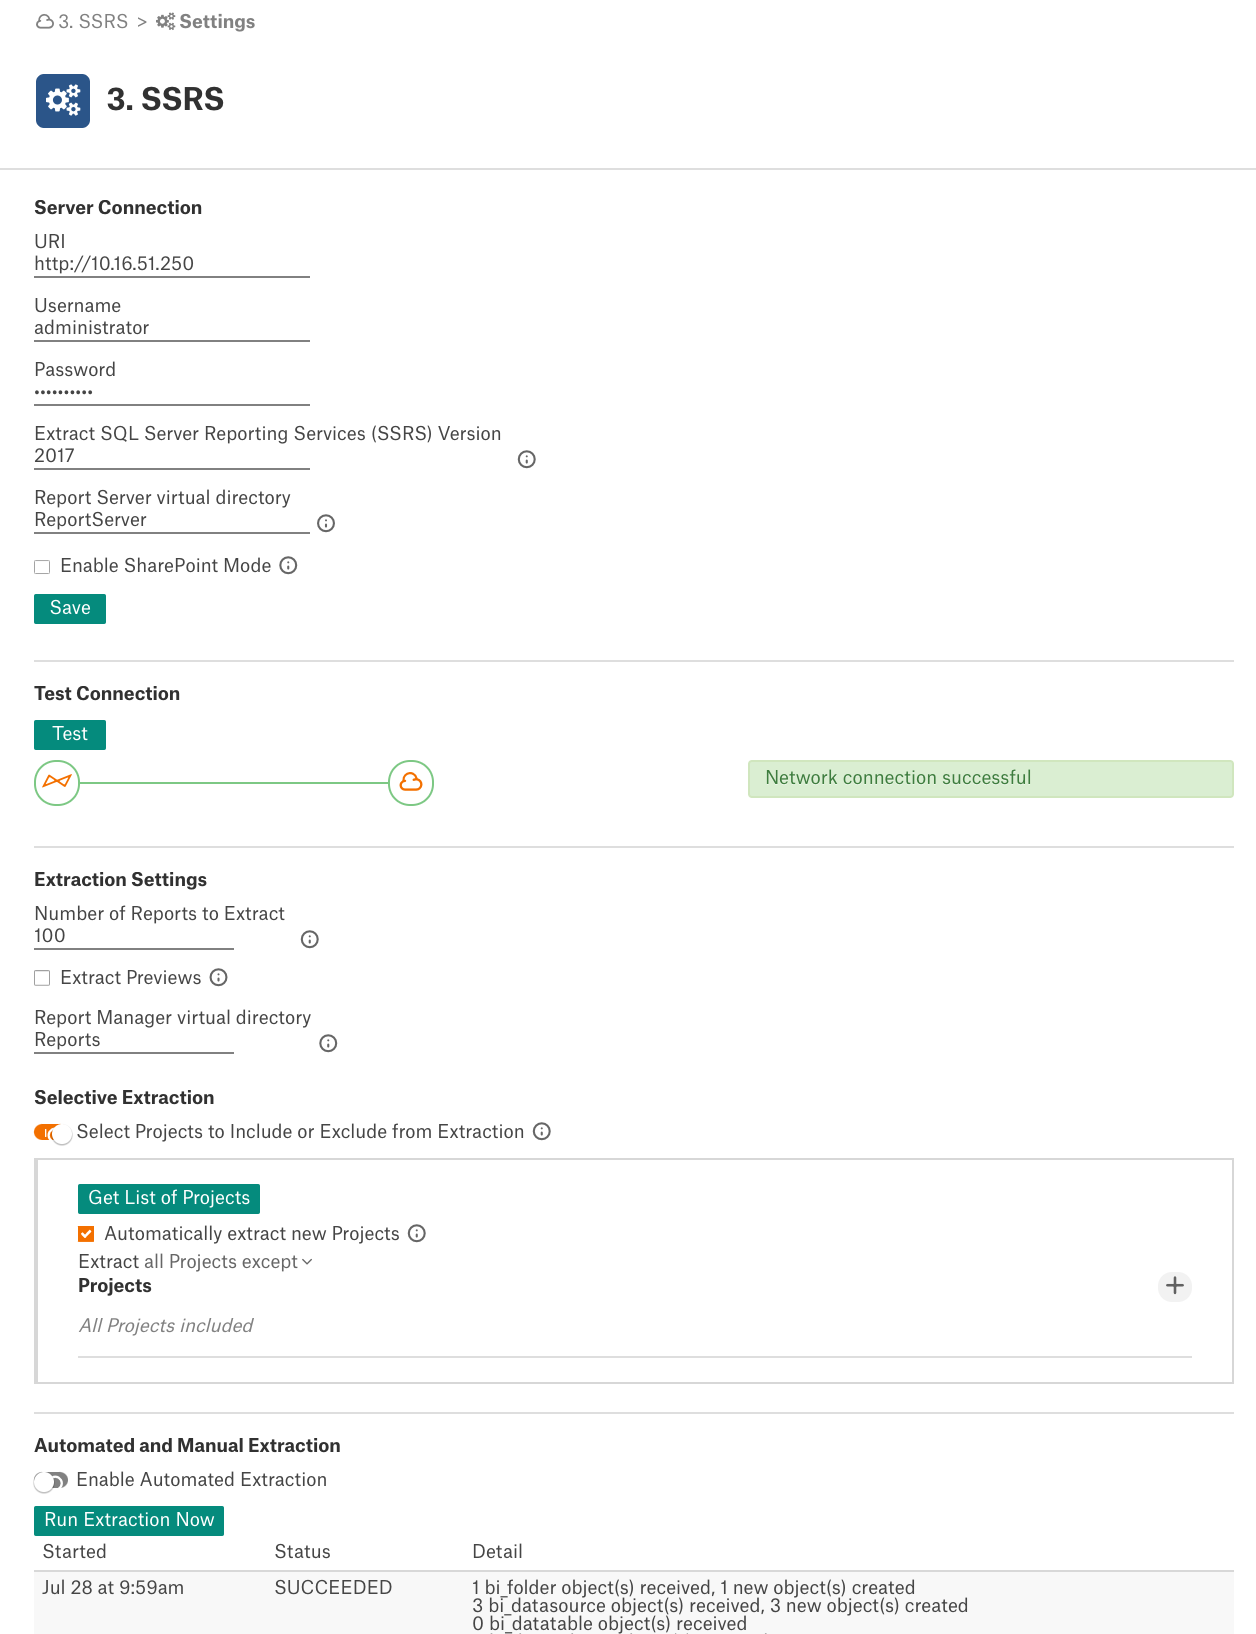 3. SSRS > Settings
3. SSRS
Server Connection
URI
http://10.16.51.250
Username
administrator
Password
••••••••••
Extract SQL Server Reporting Services (SSRS) Version
2017
Report Server virtual directory
ReportServer
Enable SharePoint Mode
Save
Test Connection
Test
Network connection successful
Extraction Settings
Number of Reports to Extract
100
Extract Previews
Report Manager virtual directory
Reports
Selective Extraction
Select Projects to Include or Exclude from Extraction
Get List of Projects
Automatically extract new Projects
Extract all Projects except
Projects
All Projects included
Automated and Manual Extraction
Enable Automated Extraction
Run Extraction Now
Started Status Detail
Jul 28 at 9:59am SUCCEEDED 1 bi_folder object(s) received, 1 new object(s) created
3 bi_datasource object(s) received, 3 new object(s) created
0 bi_datatable object(s) received